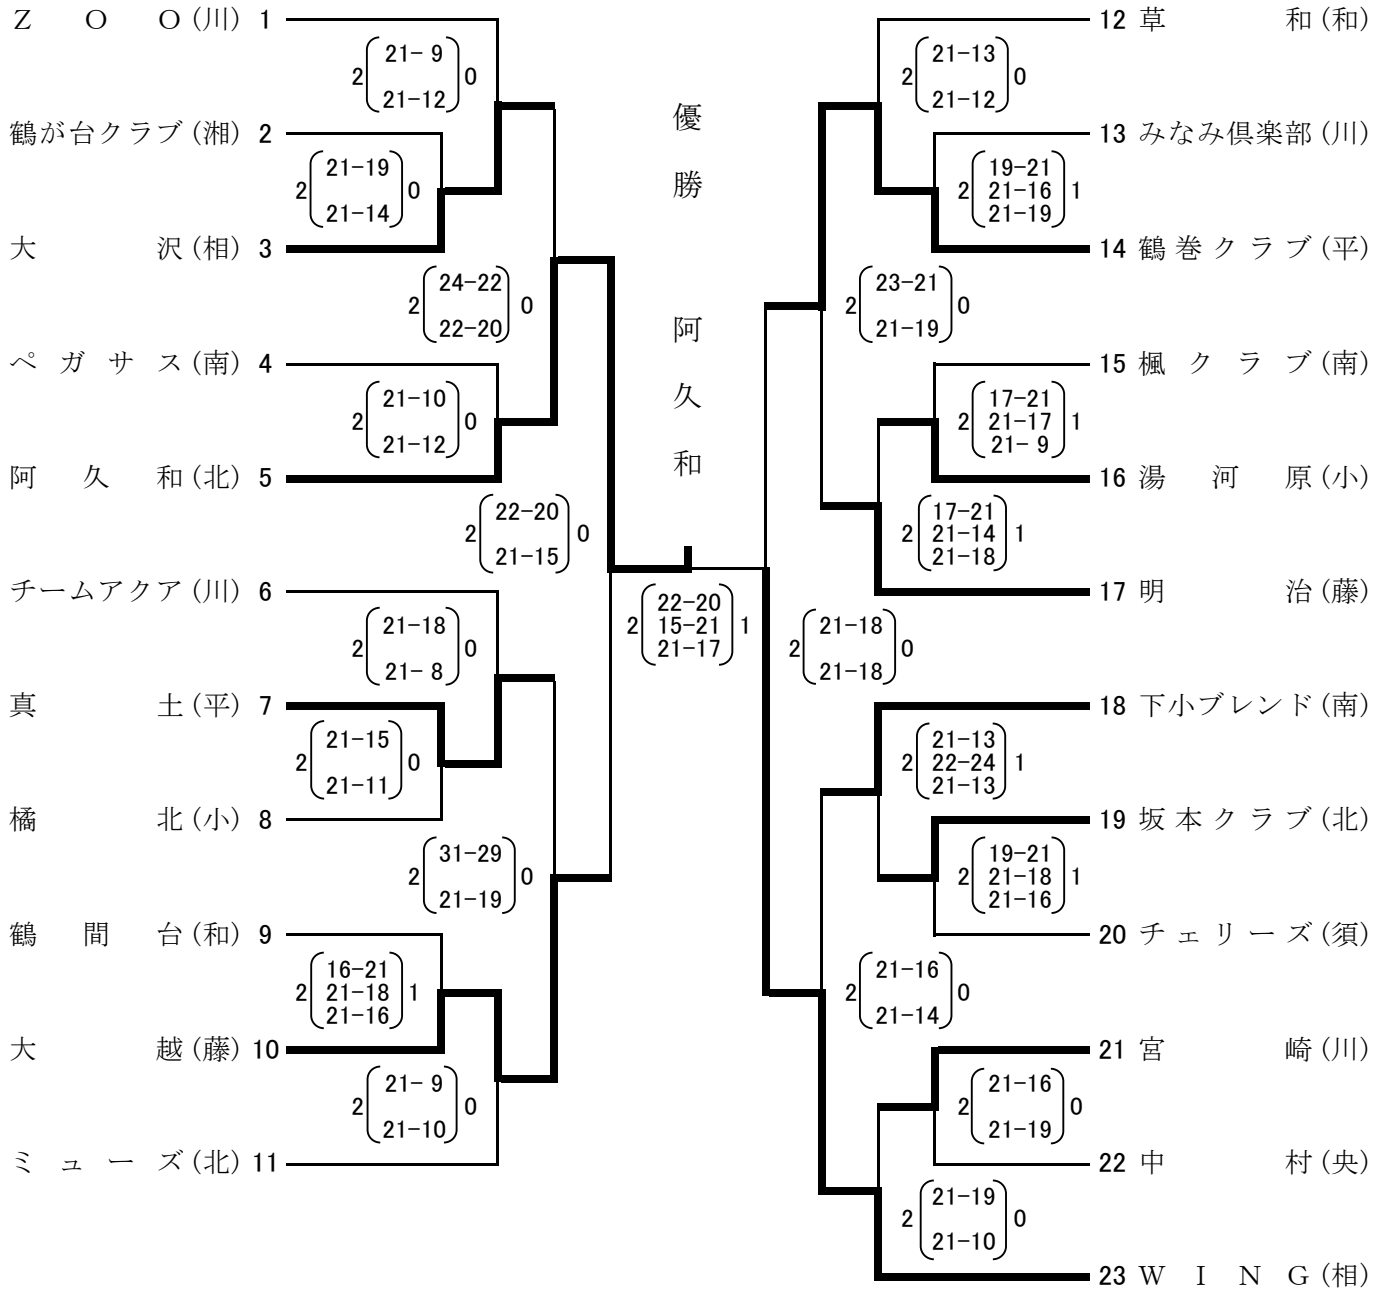 Z O O (川) 1
21- 9
2 0
21-12
鶴が台クラブ (湘) 2
21-19
2 0
21-14
大 沢 (相) 3
24-22
2 0
22-20
ペ ガ サ ス (南) 4
21-10
2 0
21-12
阿 久 和 (北) 5
22-20
2 0
21-15
チームアクア (川) 6
21-18
2 0
21- 8
真 土 (平) 7
21-15
2 0
21-11
橘 北 (小) 8
31-29
2 0
21-19
鶴 間 台 (和) 9
16-21
2 21-18 1
21-16
大 越 (藤) 10
21- 9
2 0
21-10
ミ ュ ー ズ (北) 11
優
勝
阿
久
和
22-20
2 15-21 1
21-17
12 草 和 (和)
21-13
2 0
21-12
13 みなみ倶楽部 (川)
19-21
2 21-16 1
21-19
14 鶴 巻 ク ラ ブ (平)
23-21
2 0
21-19
15 楓 ク ラ ブ (南)
17-21
2 21-17 1
21- 9
16 湯 河 原 (小)
17-21
2 21-14 1
21-18
17 明 治 (藤)
21-18
2 0
21-18
18 下小ブレンド (南)
21-13
2 22-24 1
21-13
19 坂 本 ク ラ ブ (北)
19-21
2 21-18 1
21-16
20 チ ェ リ ー ズ (須)
21-16
2 0
21-14
21 宮 崎 (川)
21-16
2 0
21-19
22 中 村 (央)
21-19
2 0
21-10
23 W I N G (相)